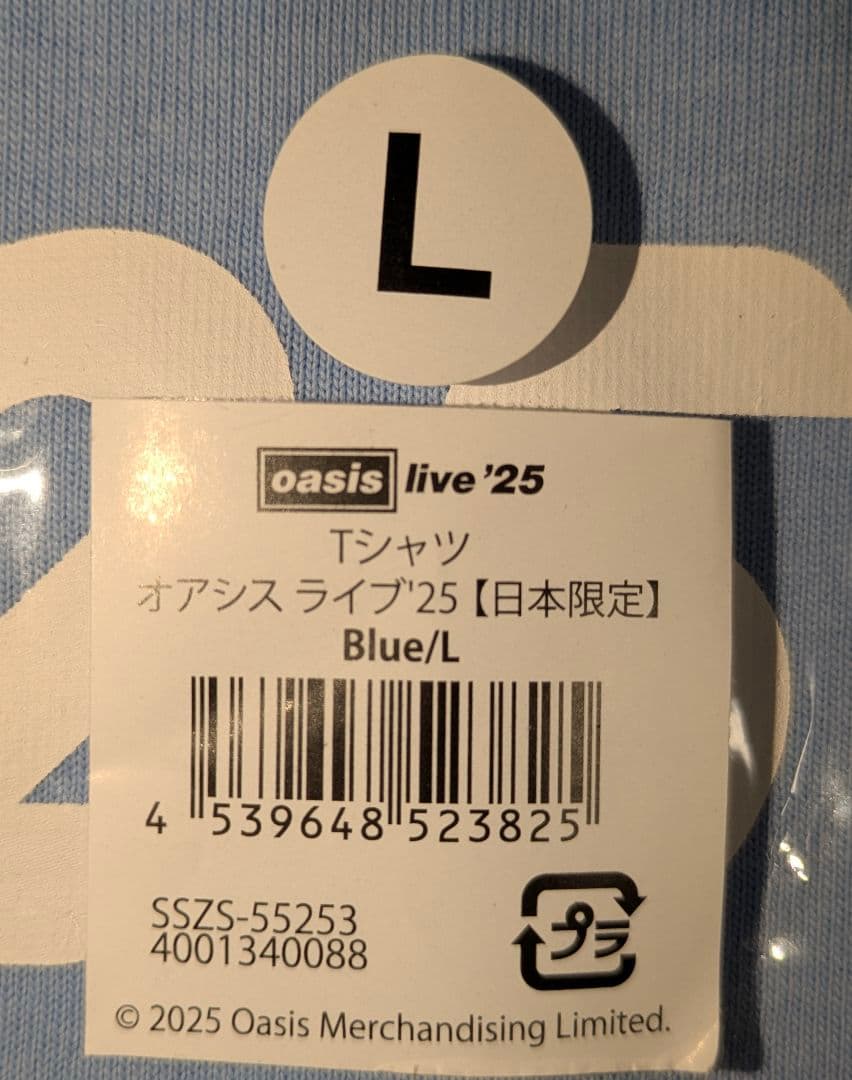 L
oasis live '25
Tシャツ
オアシス ライブ'25【日本限定】
Blue/L
4 539648 523825
SSZS-55253
4001340088
プラ
© 2025 Oasis Merchandising Limited.